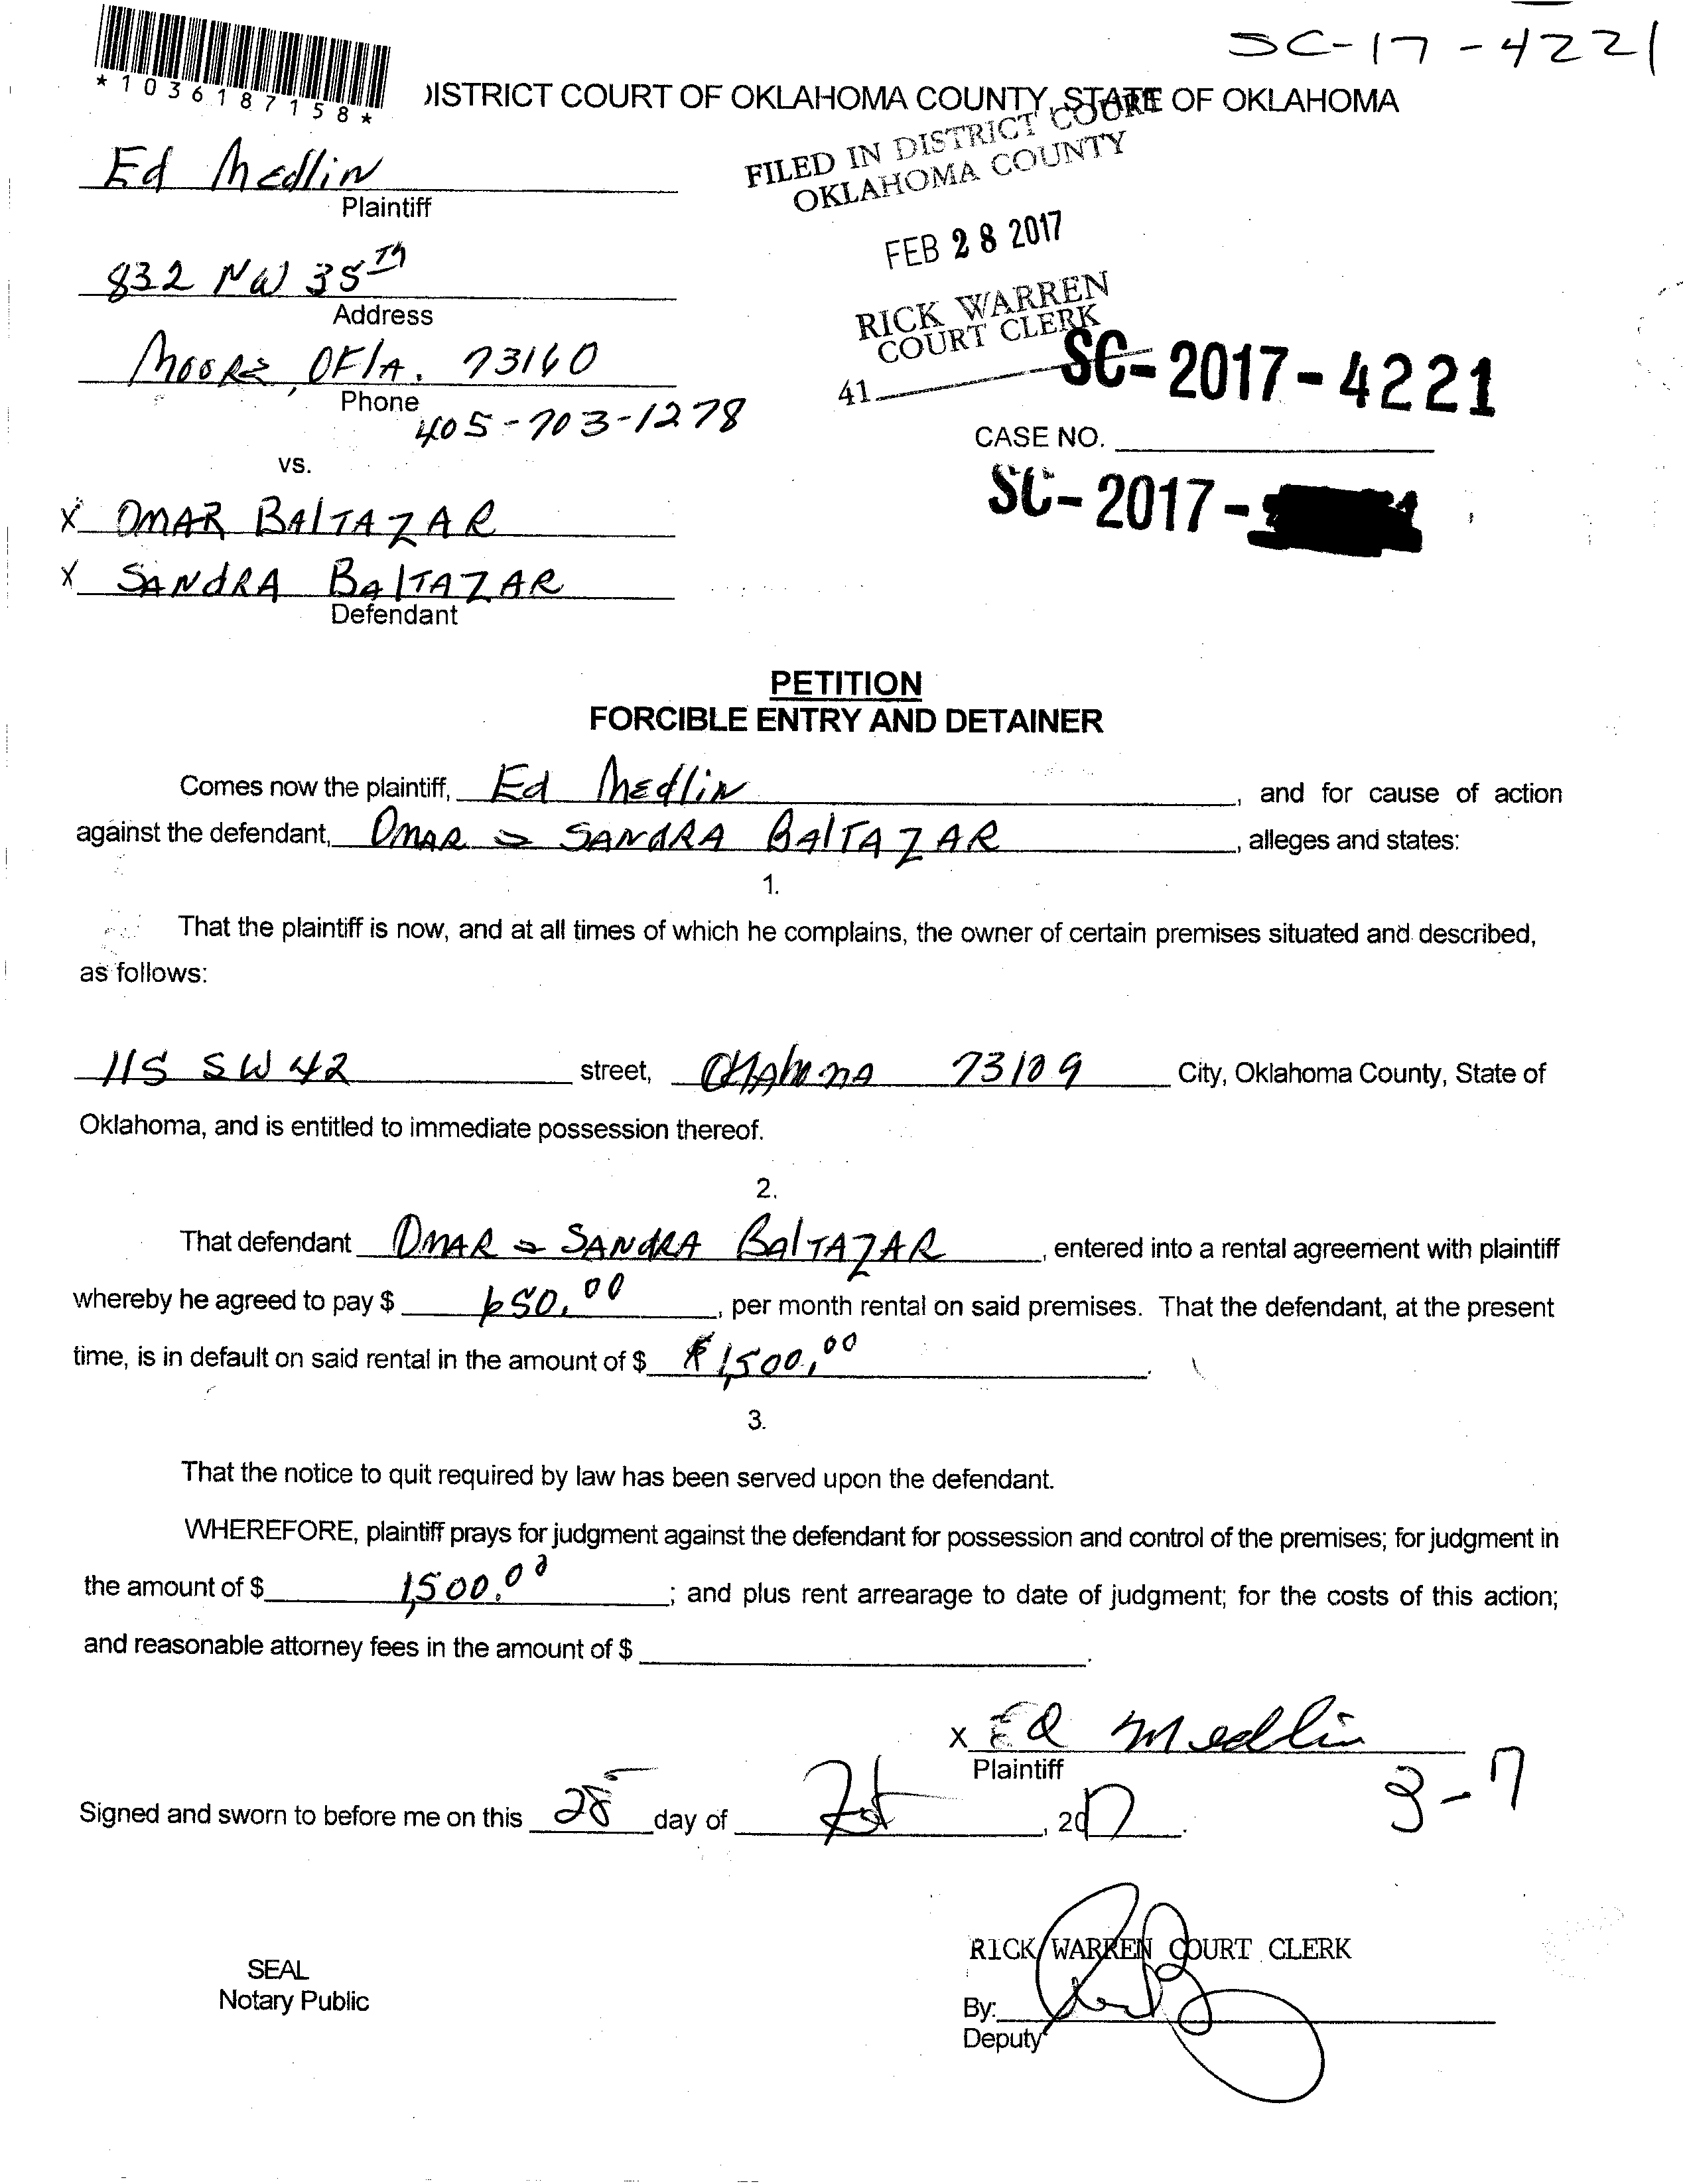 SC-17-4221
*1036187158*
DISTRICT COURT OF OKLAHOMA COUNTY, STATE OF OKLAHOMA
FILED IN DISTRICT COURT
OKLAHOMA COUNTY
Ed Medlin
Plaintiff
FEB 28 2017
832 NW 35th
Address
RICK WARREN
COURT CLERK
Moore, OklA. 73160
Phone
405-703-1278
41
SC-2017-4221
CASE NO.
vs.
SC-2017-
X OMAR BAlTAZAR
X SANdRA BAlTAZAR
Defendant
PETITION
FORCIBLE ENTRY AND DETAINER
Comes now the plaintiff, Ed Medlin, and for cause of action
against the defendant, OMAR & SANdRA BAlTAZAR, alleges and states:
1.
That the plaintiff is now, and at all times of which he complains, the owner of certain premises situated and described,
as follows:
115 SW 42 street, Oklahoma 73109 City, Oklahoma County, State of
Oklahoma, and is entitled to immediate possession thereof.
2.
That defendant OMAR & SANdRA BAlTAZAR, entered into a rental agreement with plaintiff
whereby he agreed to pay $ 650.00, per month rental on said premises. That the defendant, at the present
time, is in default on said rental in the amount of $ $1,500.00.
3.
That the notice to quit required by law has been served upon the defendant.
WHEREFORE, plaintiff prays for judgment against the defendant for possession and control of the premises; for judgment in
the amount of $ 1,500.00; and plus rent arrearage to date of judgment; for the costs of this action;
and reasonable attorney fees in the amount of $.
X Ed Medlin
Plaintiff
3-7
Signed and sworn to before me on this 28 day of Feb, 2017.
RICK WARREN COURT CLERK
SEAL
Notary Public
By:
Deputy